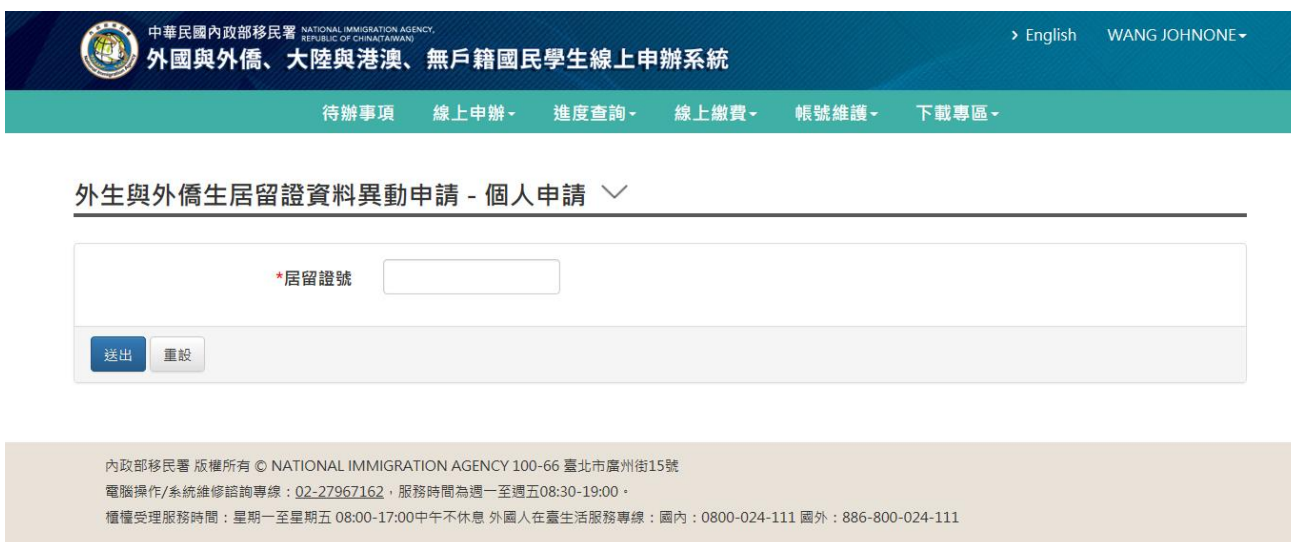 中華民國內政部移民署 NATIONAL IMMIGRATION AGENCY, REPUBLIC OF CHINA(TAIWAN)
外國與外僑、大陸與港澳、無戶籍國民學生線上申辦系統
› English WANG JOHNONE
待辦事項 線上申辦 進度查詢 線上繳費 帳號維護 下載專區
外生與外僑生居留證資料異動申請 - 個人申請
*居留證號
送出 重設
內政部移民署 版權所有 © NATIONAL IMMIGRATION AGENCY 100-66 臺北市廣州街15號
電腦操作/系統維修諮詢專線：02-27967162，服務時間為週一至週五08:30-19:00。
櫃檯受理服務時間：星期一至星期五 08:00-17:00中午不休息 外國人在臺生活服務專線：國內：0800-024-111 國外：886-800-024-111